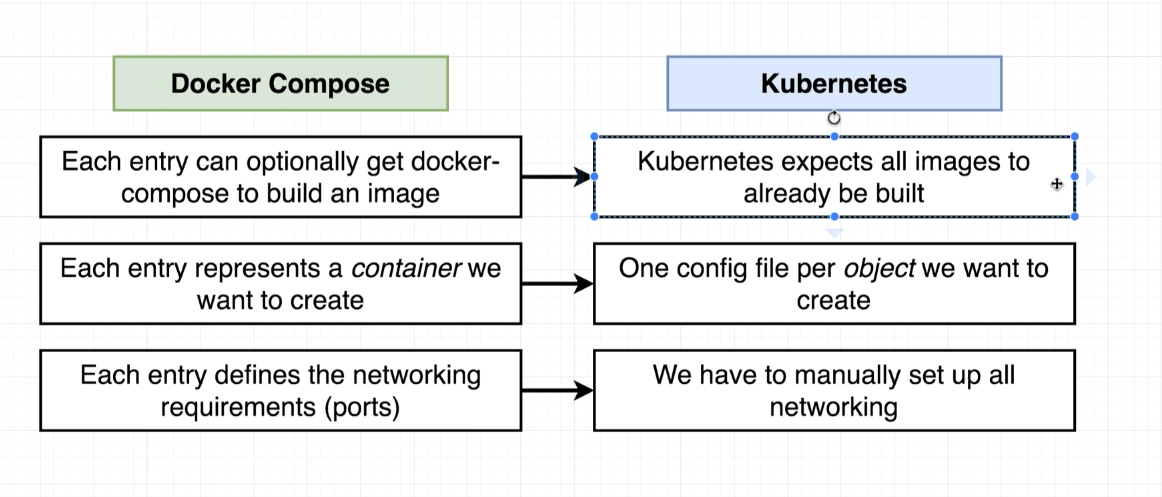 Docker Compose
Kubernetes
Each entry can optionally get docker-
compose to build an image
Kubernetes expects all images to
already be built
Each entry represents a container we
want to create
One config file per object we want to
create
Each entry defines the networking
requirements (ports)
We have to manually set up all
networking